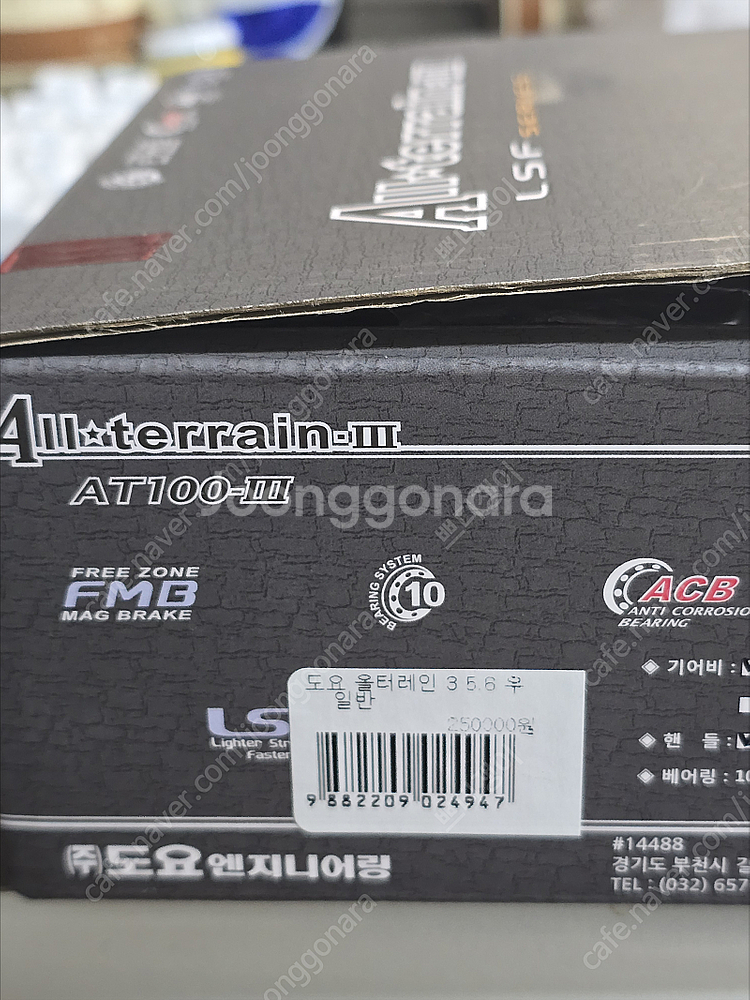 All☆terrain-III
LSF SERIES
All☆terrain-III
AT100-III
FREE ZONE
FMB
MAG BRAKE
BEARING SYSTEM
10
ACB
ANTI CORROSIO
BEARING
◈ 기어비 :
도요 올터레인 3 5.6 우
일반
250000원
LS
Lighter Str
Faster
◈ 핸 들 :
◈ 베어링 : 10
9 882209 024947
㈜도요엔지니어링
#14488
경기도 부천시 길
TEL : (032) 657
Joonggonara
cafe.naver.com/joonggonara